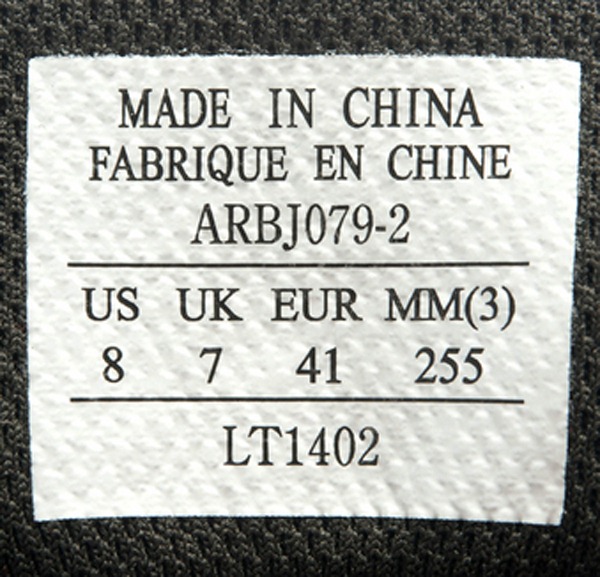 MADE IN CHINA
FABRIQUE EN CHINE
ARBJ079-2
US UK EUR MM(3)
8 7 41 255
LT1402